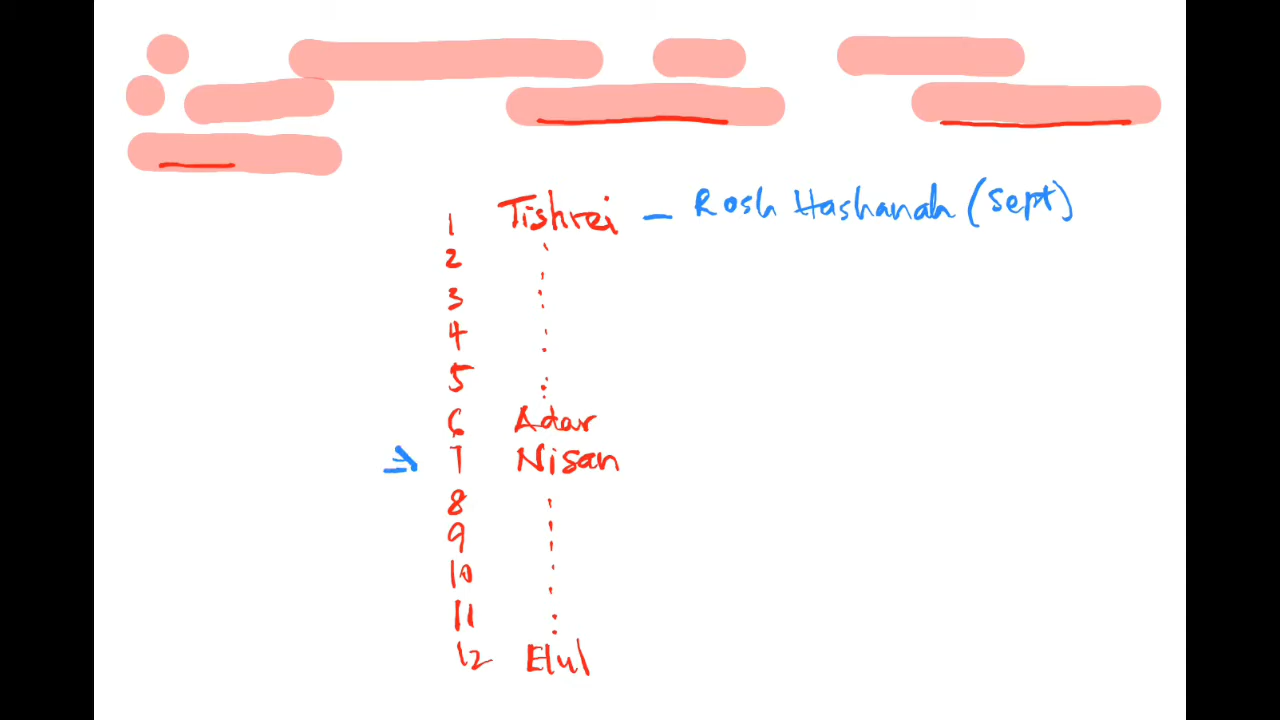 1 Tishrei – Rosh Hashanah (Sept)
2
3
4
5
6 Adar
7 Nisan
8
9
10
11
12 Elul